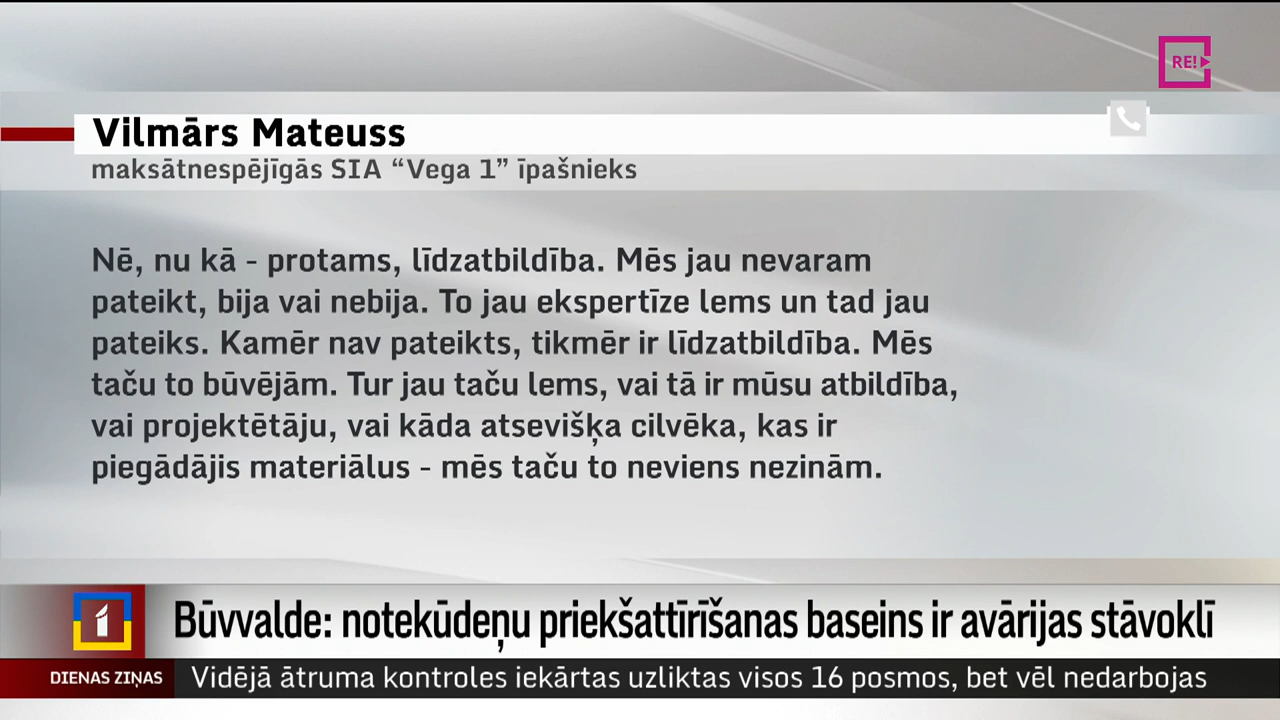 RE!
Vilmārs Mateuss
maksātnespējīgās SIA “Vega 1” īpašnieks
Nē, nu kā - protams, līdzatbildība. Mēs jau nevaram
pateikt, bija vai nebija. To jau ekspertīze lems un tad jau
pateiks. Kamēr nav pateikts, tikmēr ir līdzatbildība. Mēs
taču to būvējām. Tur jau taču lems, vai tā ir mūsu atbildība,
vai projektētāju, vai kāda atsevišķa cilvēka, kas ir
piegādājis materiālus - mēs taču to neviens nezinām.
1
Būvvalde: notekūdeņu priekšattīrīšanas baseins ir avārijas stāvoklī
DIENAS ZIŅAS
Vidējā ātruma kontroles iekārtas uzliktas visos 16 posmos, bet vēl nedarbojas